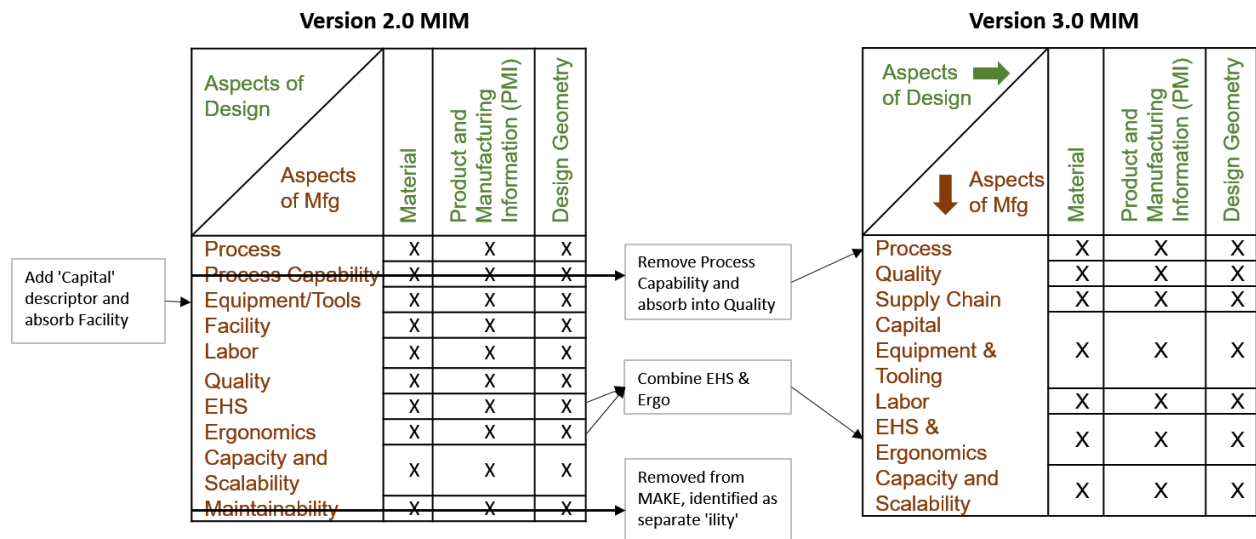 Version 2.0 MIM
Aspects of
Design
Aspects
of Mfg
Material
Product and
Manufacturing
Information (PMI)
Design Geometry
Process X X X
Process Capability X X X
Equipment/Tools X X X
Facility X X X
Labor X X X
Quality X X X
EHS X X X
Ergonomics X X X
Capacity and
Scalability X X X
Maintainability X X X
Add 'Capital'
descriptor and
absorb Facility
Remove Process
Capability and
absorb into Quality
Combine EHS &
Ergo
Removed from
MAKE, identified as
separate 'ility'
Version 3.0 MIM
Aspects
of Design
Aspects
of Mfg
Material
Product and
Manufacturing
Information (PMI)
Design Geometry
Process X X X
Quality X X X
Supply Chain X X X
Capital
Equipment & X X X
Tooling
Labor X X X
EHS &
Ergonomics X X X
Capacity and
Scalability X X X